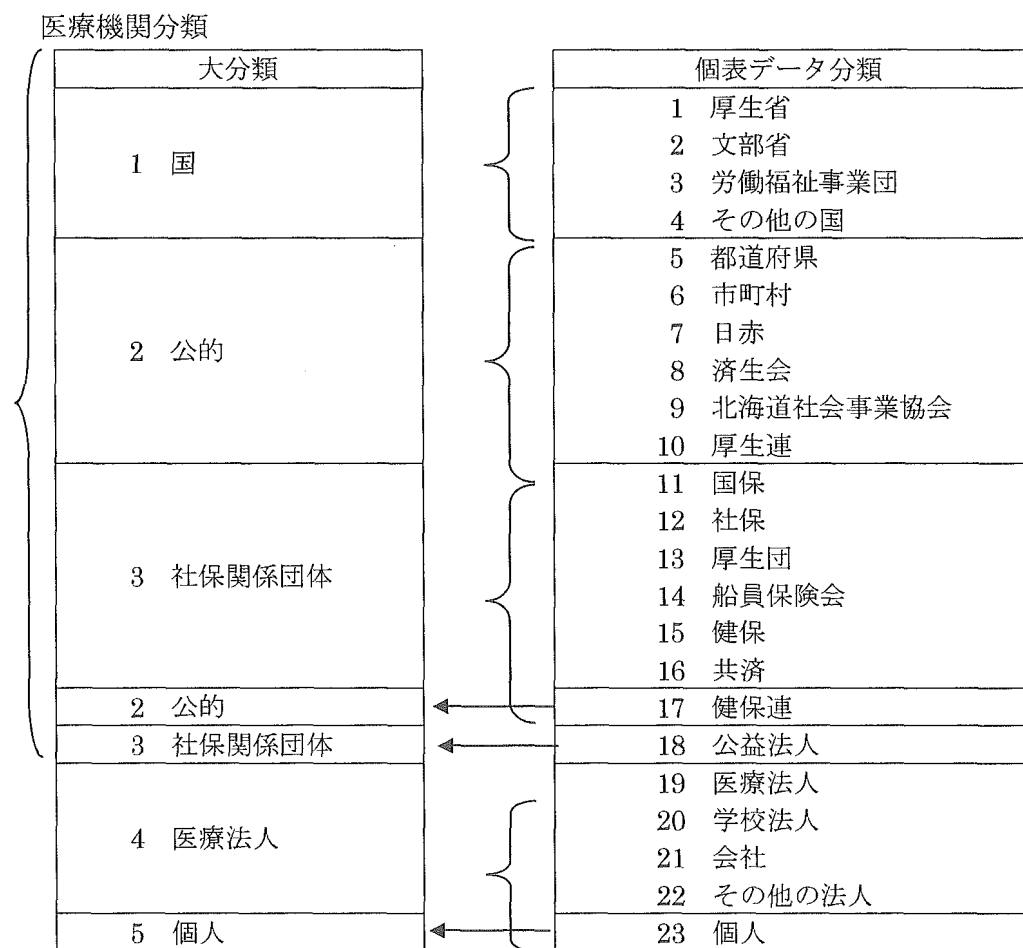 医療機関分類
大分類
1 国
2 公的
3 社保関係団体
2 公的
3 社保関係団体
4 医療法人
5 個人
個表データ分類
1 厚生省
2 文部省
3 労働福祉事業団
4 その他の国
5 都道府県
6 市町村
7 日赤
8 済生会
9 北海道社会事業協会
10 厚生連
11 国保
12 社保
13 厚生団
14 船員保険会
15 健保
16 共済
17 健保連
18 公益法人
19 医療法人
20 学校法人
21 会社
22 その他の法人
23 個人